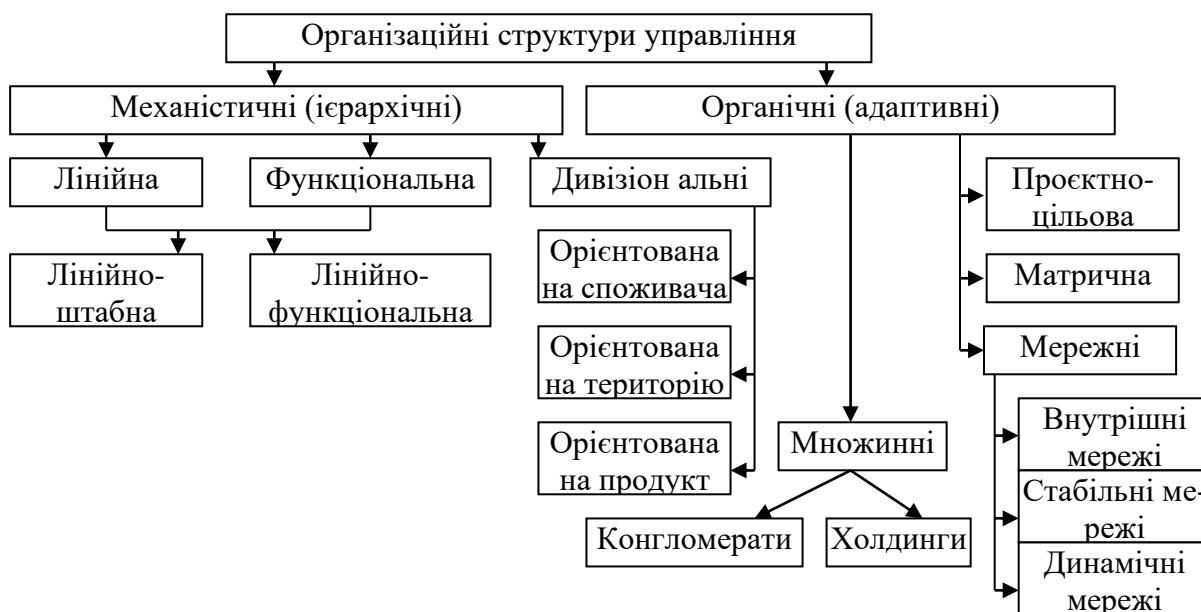 Організаційні структури управління
Механістичні (ієрархічні)
Органічні (адаптивні)
Лінійна
Функціональна
Дивізіон альні
Проєктно-
цільова
Орієнтована
на споживача
Матрична
Лінійно-
штабна
Лінійно-
функціональна
Орієнтована
на територію
Мережні
Орієнтована
на продукт
Множинні
Внутрішні
мережі
Стабільні ме-
режі
Конгломерати
Холдинги
Динамічні
мережі